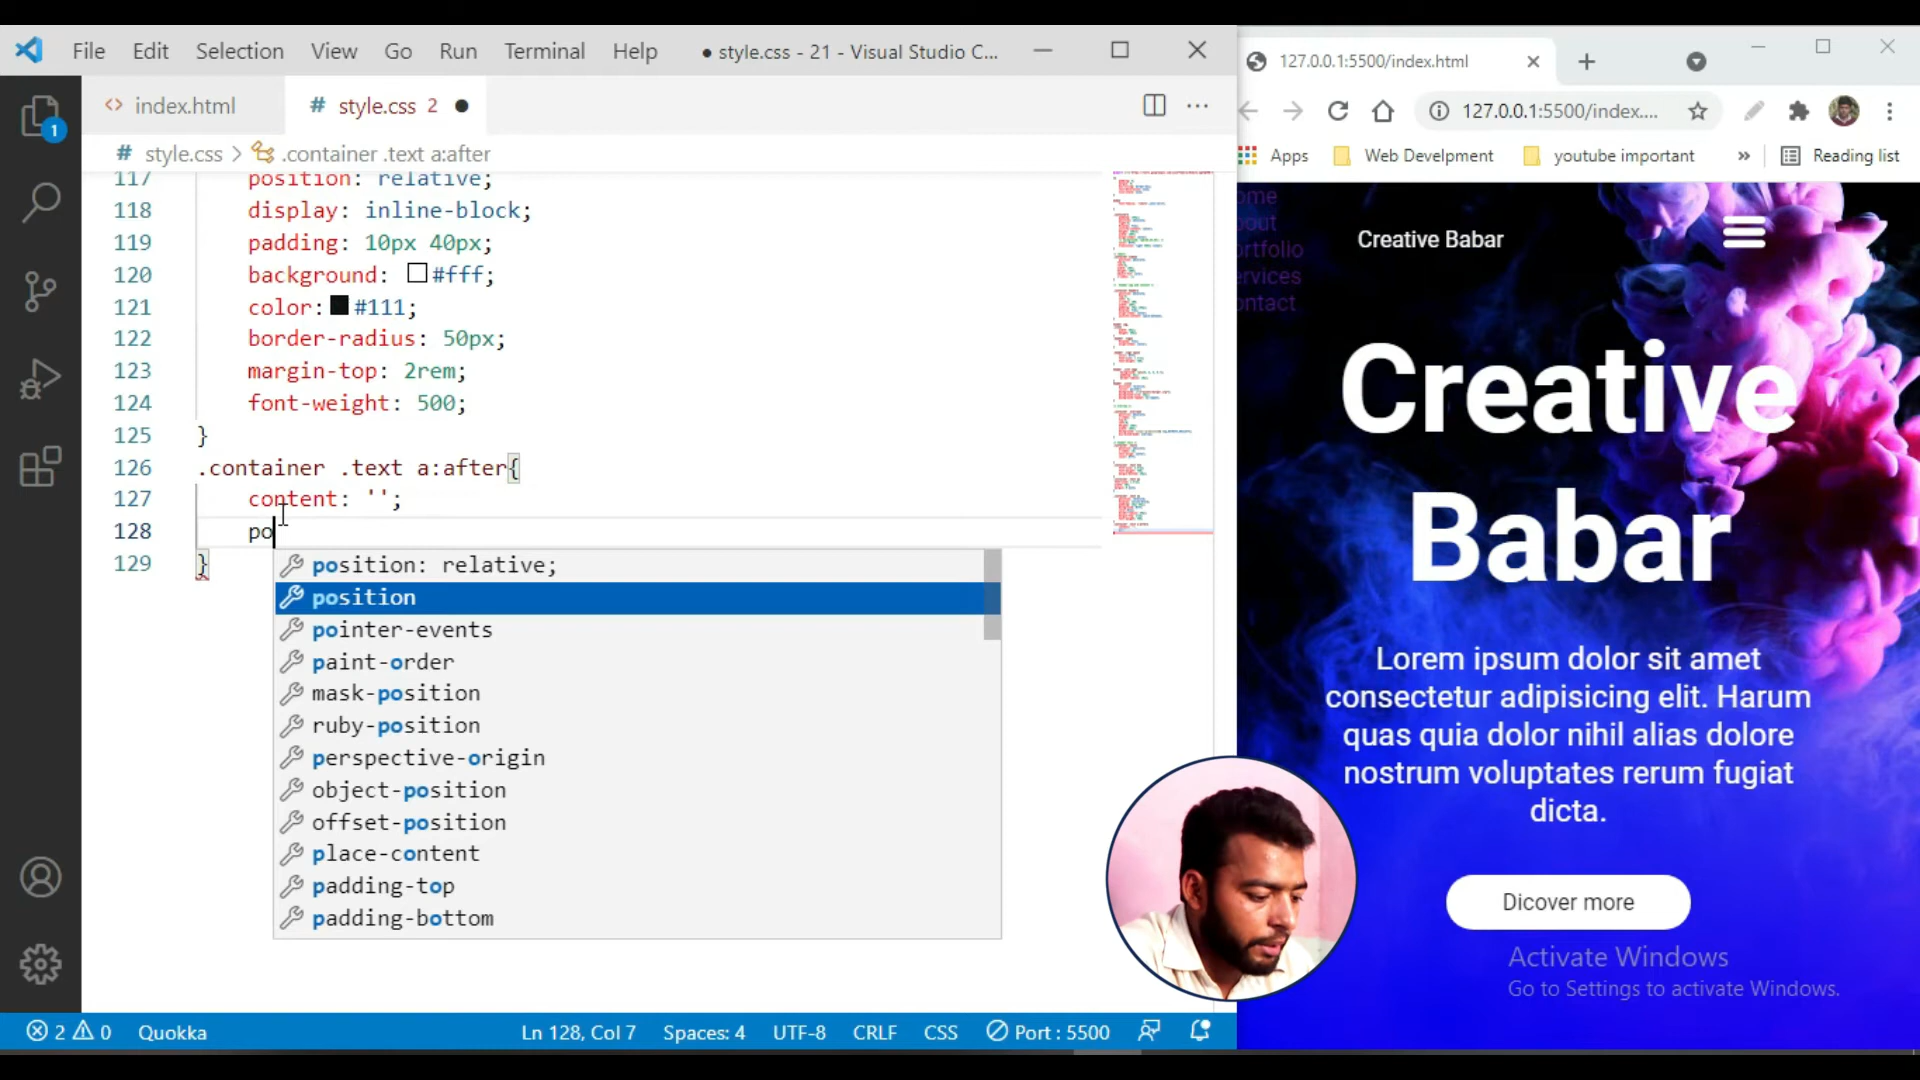 File Edit Selection View Go Run Terminal Help ● style.css - 21 - Visual Studio C...
index.html # style.css 2 ●
# style.css > .container .text a:after
117 position: relative;
118 display: inline-block;
119 padding: 10px 40px;
120 background: #fff;
121 color: #111;
122 border-radius: 50px;
123 margin-top: 2rem;
124 font-weight: 500;
125 }
126 .container .text a:after{
127 content: '';
128 po
129 }
position: relative;
position
pointer-events
paint-order
mask-position
ruby-position
perspective-origin
object-position
offset-position
place-content
padding-top
padding-bottom
1
2 0 Quokka Ln 128, Col 7 Spaces: 4 UTF-8 CRLF CSS Port : 5500
127.0.0.1:5500/index.html
127.0.0.1:5500/index....
Apps Web Develpment youtube important » Reading list
ome
bout
ortfolio
ervices
ontact
Creative Babar
Creative
Babar
Lorem ipsum dolor sit amet
consectetur adipisicing elit. Harum
quas quia dolor nihil alias dolore
nostrum voluptates rerum fugiat
dicta.
Dicover more
Activate Windows
Go to Settings to activate Windows.